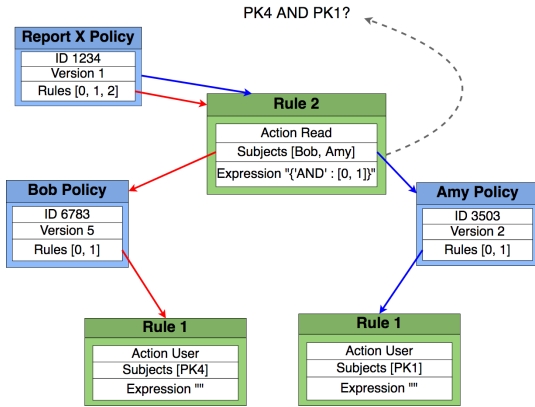 PK4 AND PK1?
Report X Policy
ID 1234
Version 1
Rules [0, 1, 2]
Rule 2
Action Read
Subjects [Bob, Amy]
Expression "{'AND' : [0, 1]}"
Bob Policy
ID 6783
Version 5
Rules [0, 1]
Amy Policy
ID 3503
Version 2
Rules [0, 1]
Rule 1
Action User
Subjects [PK4]
Expression ""
Rule 1
Action User
Subjects [PK1]
Expression ""